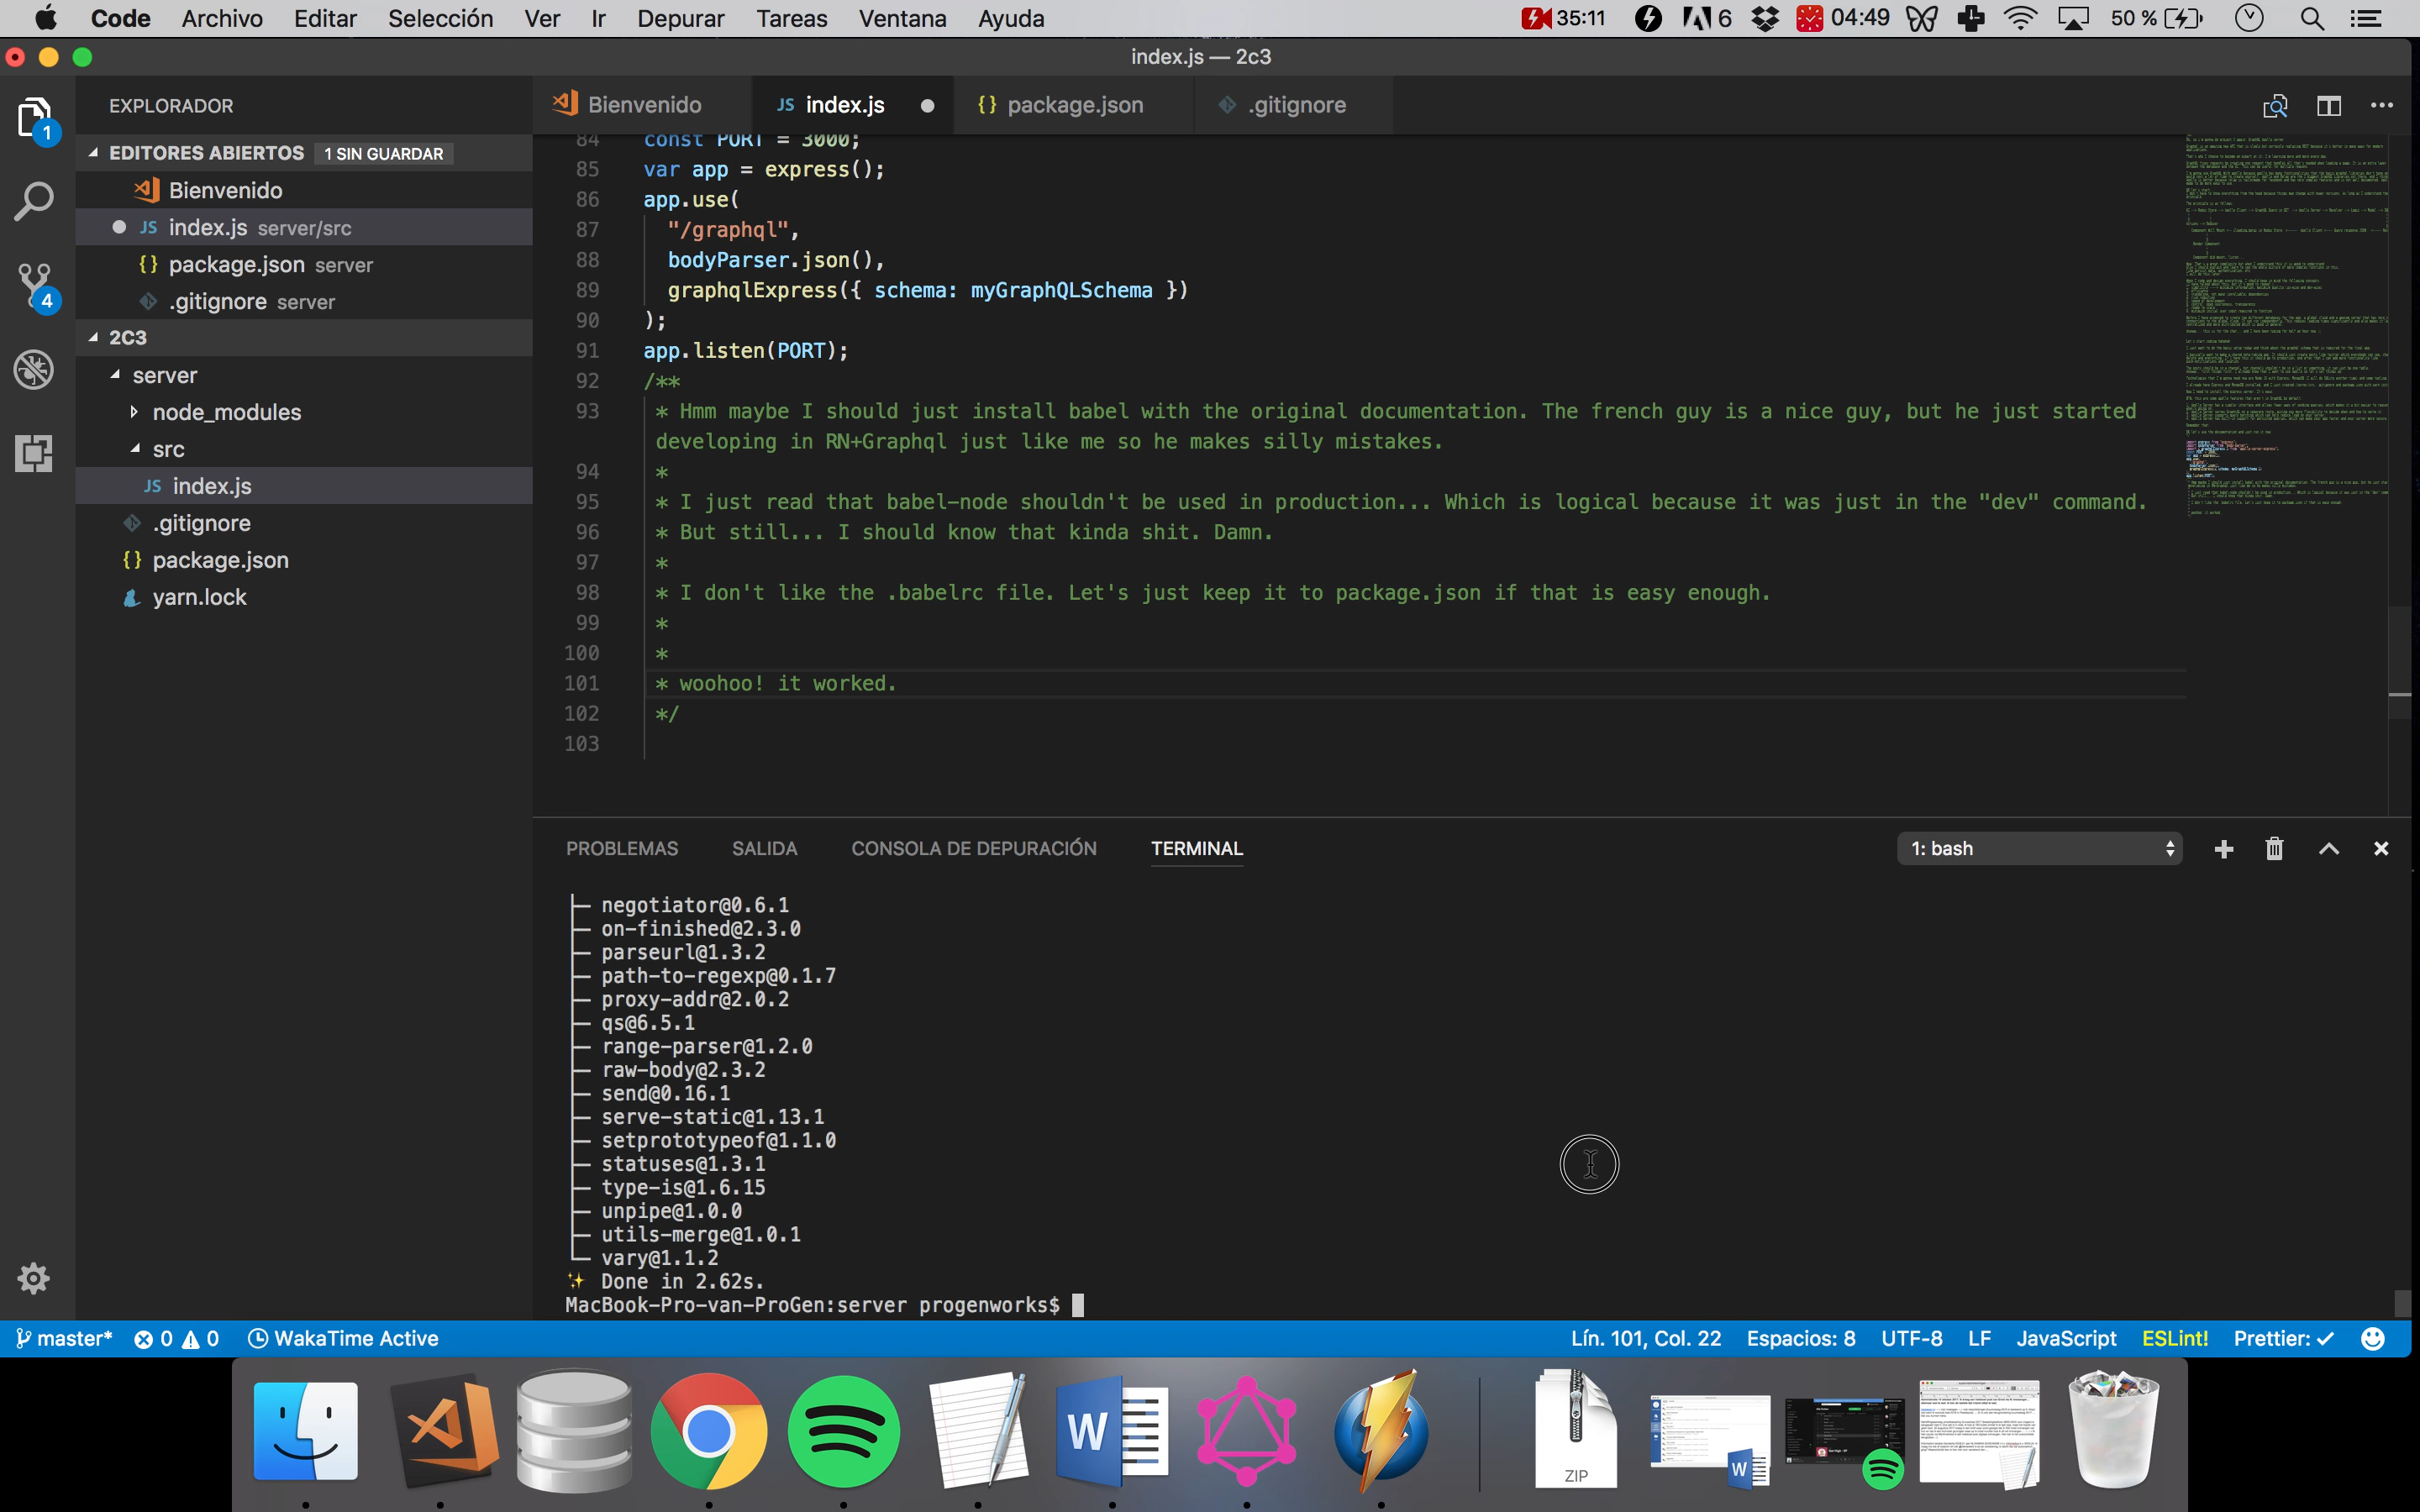 Code Archivo Editar Selección Ver Ir Depurar Tareas Ventana Ayuda 35:11 6 04:49 50 %
index.js — 2c3
EXPLORADOR
EDITORES ABIERTOS 1 SIN GUARDAR
Bienvenido
JS index.js server/src
{} package.json server
.gitignore server
2C3
server
node_modules
src
JS index.js
.gitignore
{} package.json
yarn.lock
1
4
Bienvenido JS index.js {} package.json .gitignore
84 const PORT = 3000;
85 var app = express();
86 app.use(
87 "/graphql",
88 bodyParser.json(),
89 graphqlExpress({ schema: myGraphQLSchema })
90 );
91 app.listen(PORT);
92 /**
93 * Hmm maybe I should just install babel with the original documentation. The french guy is a nice guy, but he just started
developing in RN+Graphql just like me so he makes silly mistakes.
94 *
95 * I just read that babel-node shouldn't be used in production... Which is logical because it was just in the "dev" command.
96 * But still... I should know that kinda shit. Damn.
97 *
98 * I don't like the .babelrc file. Let's just keep it to package.json if that is easy enough.
99 *
100 *
101 * woohoo! it worked.
102 */
103
PROBLEMAS SALIDA CONSOLA DE DEPURACIÓN TERMINAL 1: bash
├─ negotiator@0.6.1
├─ on-finished@2.3.0
├─ parseurl@1.3.2
├─ path-to-regexp@0.1.7
├─ proxy-addr@2.0.2
├─ qs@6.5.1
├─ range-parser@1.2.0
├─ raw-body@2.3.2
├─ send@0.16.1
├─ serve-static@1.13.1
├─ setprototypeof@1.1.0
├─ statuses@1.3.1
├─ type-is@1.6.15
├─ unpipe@1.0.0
├─ utils-merge@1.0.1
└─ vary@1.1.2
✨ Done in 2.62s.
MacBook-Pro-van-ProGen:server progenworks$
master* 0 0 WakaTime Active Lín. 101, Col. 22 Espacios: 8 UTF-8 LF JavaScript ESLint! Prettier: ✓
W
ZIP
W